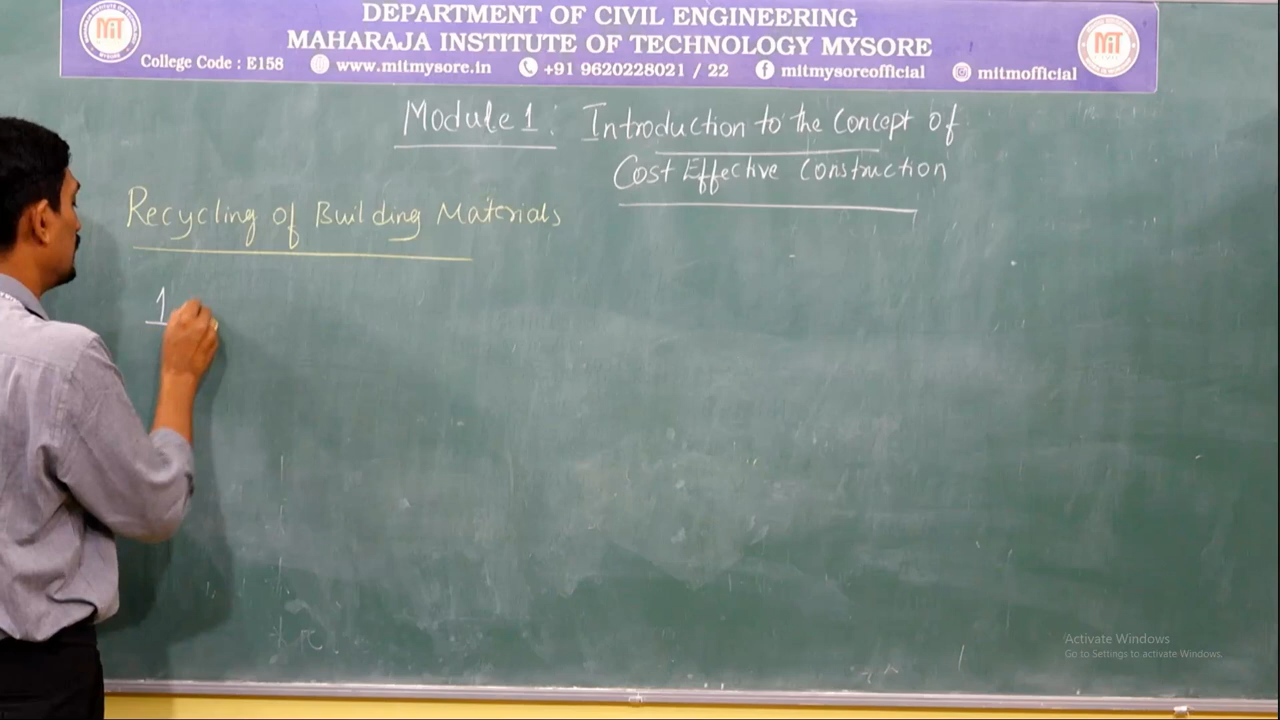 DEPARTMENT OF CIVIL ENGINEERING
MAHARAJA INSTITUTE OF TECHNOLOGY MYSORE
College Code : E158 www.mitmysore.in +91 9620228021 / 22 mitmysoreofficial mitmofficial
MIT
MIT
Module 1: Introduction to the Concept of
Cost Effective Construction
Recycling of Building Materials
1
Activate Windows
Go to Settings to activate Windows.